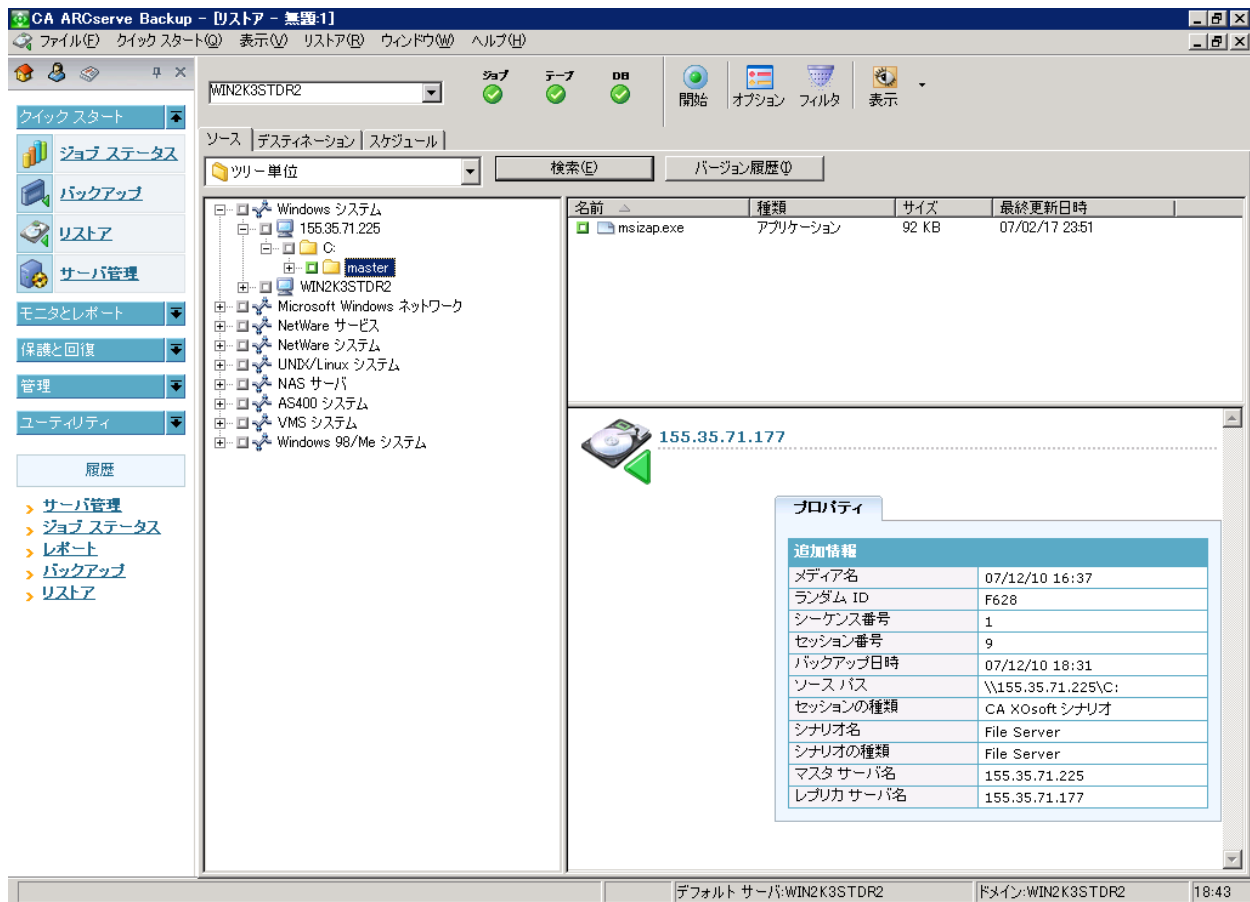 CA ARCserve Backup - [リストア - 無題:1]
ファイル(F) クイック スタート(Q) 表示(V) リストア(R) ウィンドウ(W) ヘルプ(H)
クイック スタート
ジョブ ステータス
バックアップ
リストア
サーバ管理
モニタとレポート
保護と回復
管理
ユーティリティ
履歴
サーバ管理
ジョブ ステータス
レポート
バックアップ
リストア
WIN2K3STDR2
ジョブ テープ DB
開始 オプション フィルタ 表示
ソース デスティネーション スケジュール
ツリー単位 検索(E) バージョン履歴(I)
Windows システム
155.35.71.225
C:
master
WIN2K3STDR2
Microsoft Windows ネットワーク
NetWare サービス
NetWare システム
UNIX/Linux システム
NAS サーバ
AS400 システム
VMS システム
Windows 98/Me システム
名前 種類 サイズ 最終更新日時
msizap.exe アプリケーション 92 KB 07/02/17 23:51
155.35.71.177
プロパティ
追加情報
メディア名 07/12/10 16:37
ランダム ID F628
シーケンス番号 1
セッション番号 9
バックアップ日時 07/12/10 18:31
ソース パス \\155.35.71.225\C:
セッションの種類 CA XOsoft シナリオ
シナリオ名 File Server
シナリオの種類 File Server
マスタ サーバ名 155.35.71.225
レプリカ サーバ名 155.35.71.177
デフォルト サーバ:WIN2K3STDR2 ドメイン:WIN2K3STDR2 18:43